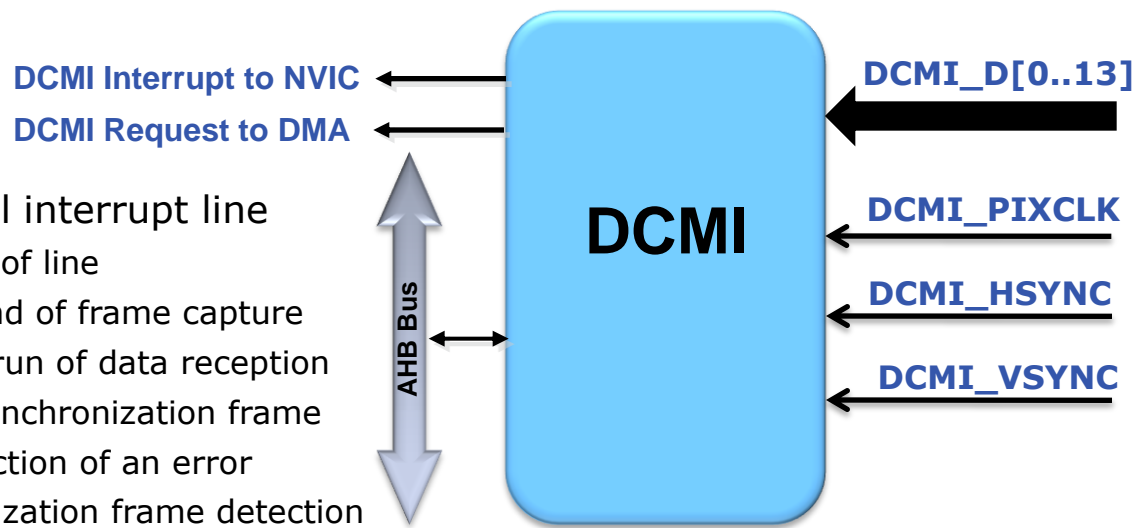 DCMI Interrupt to NVIC
DCMI Request to DMA
l interrupt line
of line
nd of frame capture
run of data reception
nchronization frame
ction of an error
ization frame detection
AHB Bus
DCMI
DCMI_D[0..13]
DCMI_PIXCLK
DCMI_HSYNC
DCMI_VSYNC